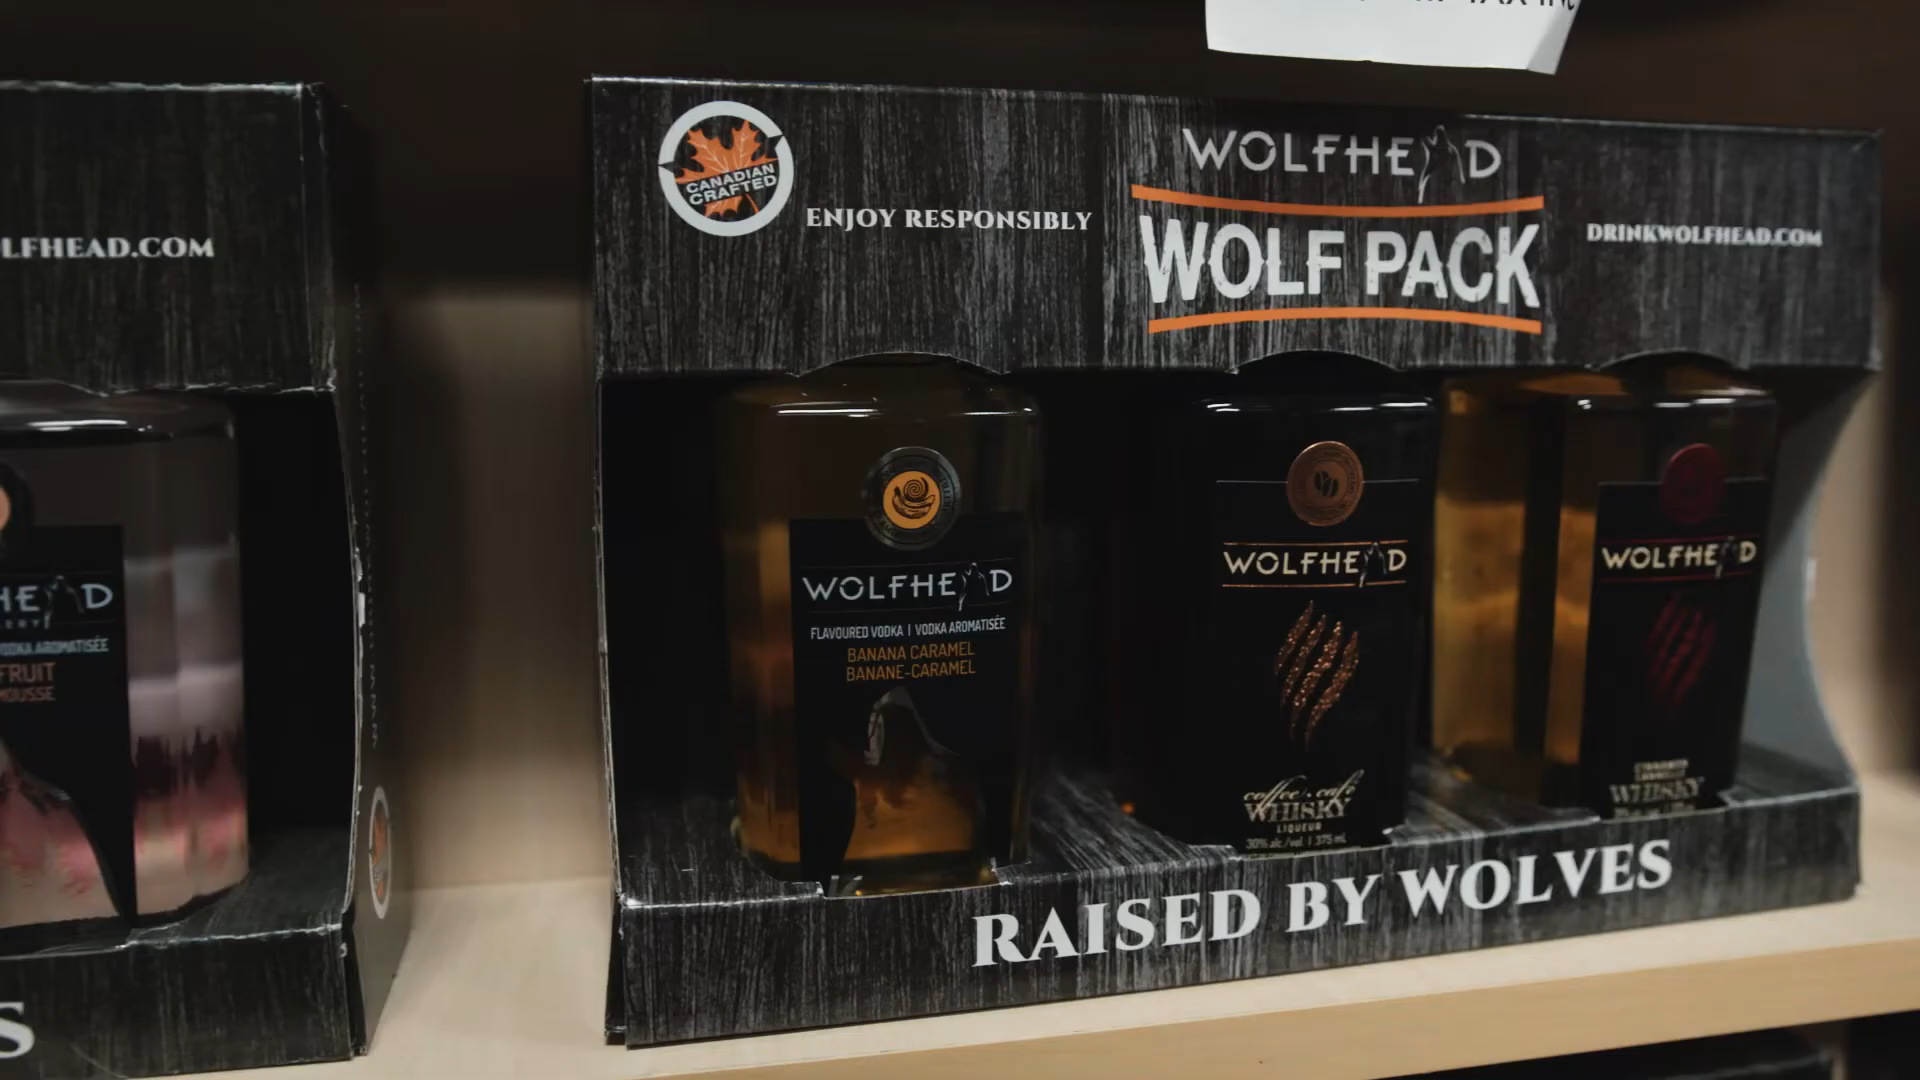 TAX INC
CANADIAN
CRAFTED
ENJOY RESPONSIBLY
WOLFHEAD
WOLF PACK
DRINKWOLFHEAD.COM
LFHEAD.COM
HEAD
VODKA AROMATISÉE
FRUIT
MOUSSE
WOLFHEAD
FLAVOURED VODKA | VODKA AROMATISÉE
BANANA CARAMEL
BANANE-CARAMEL
WOLFHEAD
coffee · café
WHISKY
LIQUEUR
30% alc/vol | 375 mL
WOLFHEAD
WHISKY
RAISED BY WOLVES
S